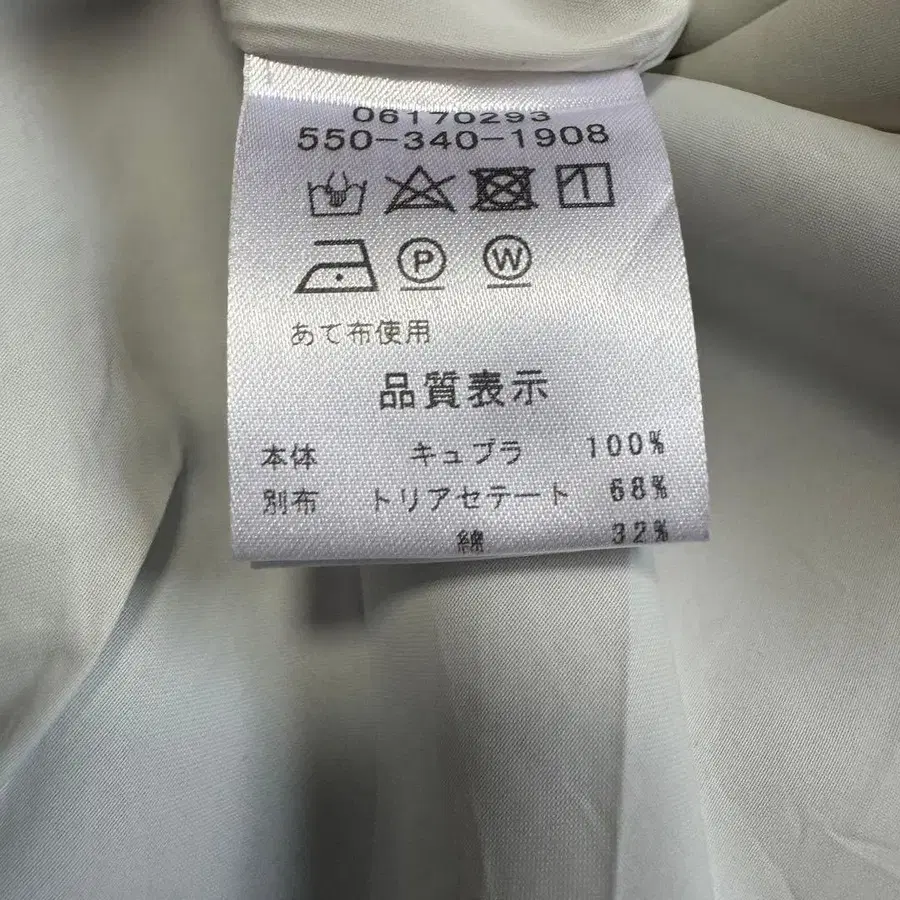 06170293
550-340-1908
P W
あて布使用
品質表示
本体 キュプラ 100%
別布 トリアセテート 68%
綿 32%